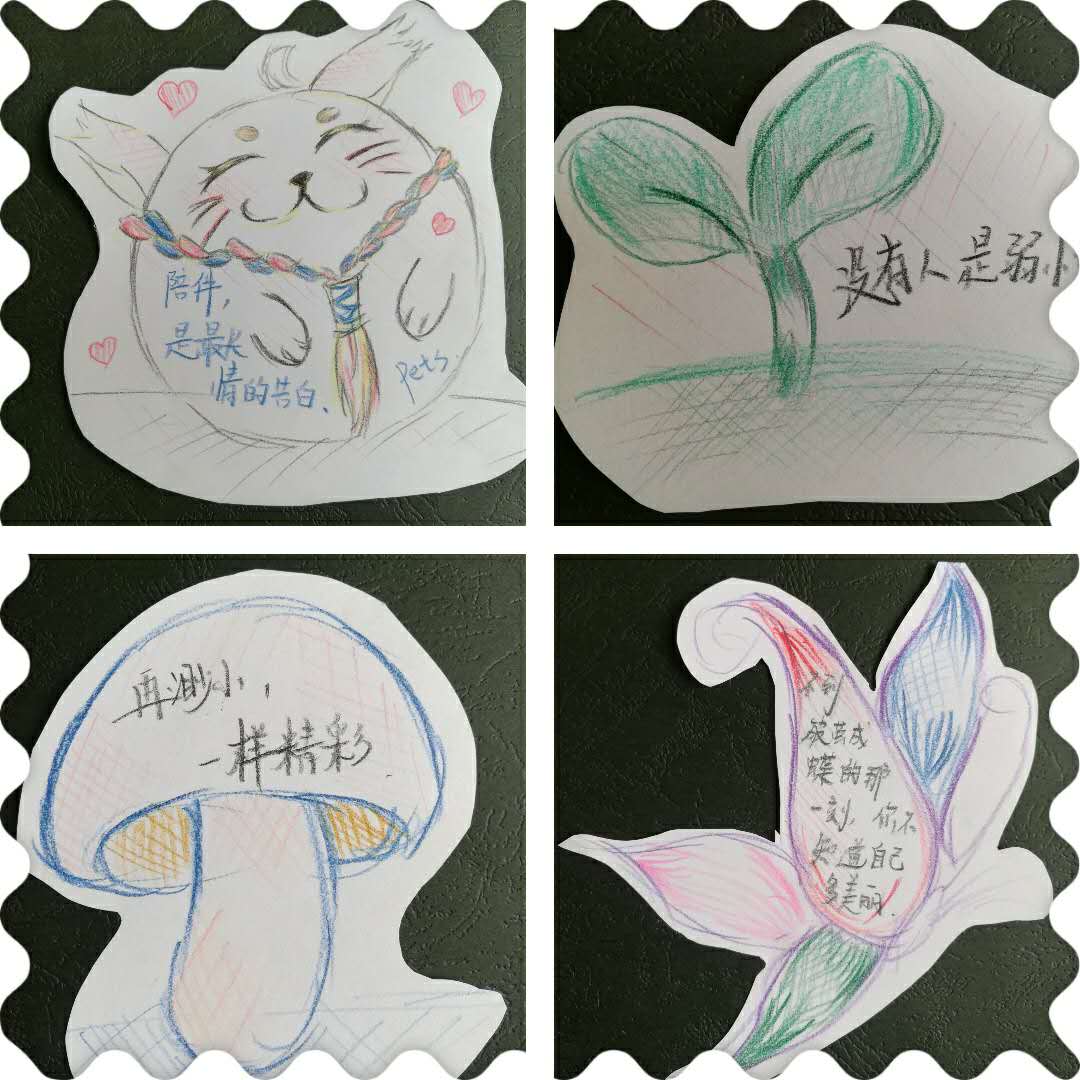 陪伴,
是最长
情的告白、
Pets.
没有人是弱小
再渺小,
一样精彩.
不到
破茧成
蝶的那
一刻, 你不
知道自己
多美丽.